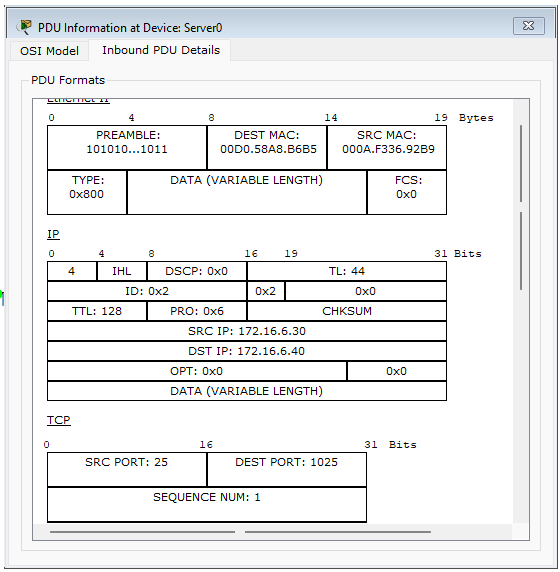 PDU Information at Device: Server0
OSI Model Inbound PDU Details
PDU Formats
Ethernet II
0 4 8 14 19 Bytes
PREAMBLE: DEST MAC: SRC MAC:
101010...1011 00D0.58A8.B6B5 000A.F336.92B9
TYPE: DATA (VARIABLE LENGTH) FCS:
0x800 0x0
IP
0 4 8 16 19 31 Bits
4 IHL DSCP: 0x0 TL: 44
ID: 0x2 0x2 0x0
TTL: 128 PRO: 0x6 CHKSUM
SRC IP: 172.16.6.30
DST IP: 172.16.6.40
OPT: 0x0 0x0
DATA (VARIABLE LENGTH)
TCP
0 16 31 Bits
SRC PORT: 25 DEST PORT: 1025
SEQUENCE NUM: 1